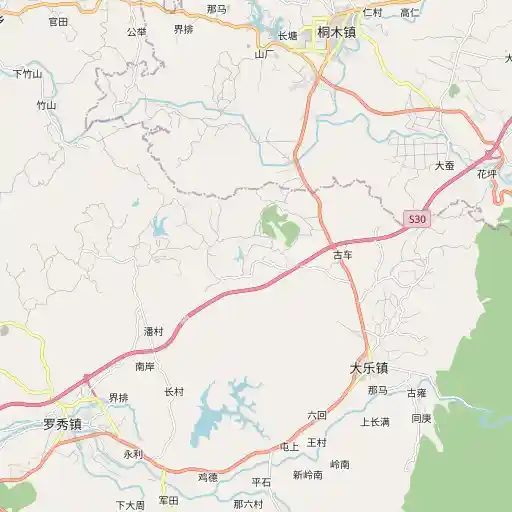 乡
官田
公举
界排
那马
长塘
山厂
桐木镇
仁村
高仁
大
下竹山
竹山
大蚕
花坪
S30
古车
潘村
南岸
长村
界排
罗秀镇
永利
大乐镇
那马
古雍
同庚
上长满
六回
王村
屯上
岭南
新岭南
平石
鸡德
军田
下大周
那六村